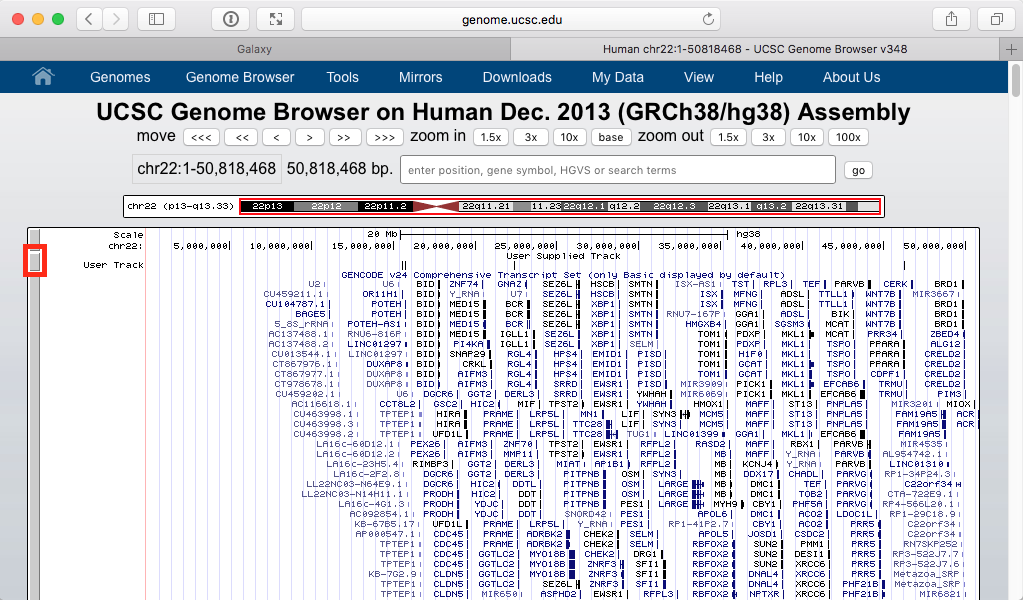 genome.ucsc.edu
Galaxy
Human chr22:1-50818468 - UCSC Genome Browser v348
Genomes Genome Browser Tools Mirrors Downloads My Data View Help About Us
UCSC Genome Browser on Human Dec. 2013 (GRCh38/hg38) Assembly
move <<< << < > >> >>> zoom in 1.5x 3x 10x base zoom out 1.5x 3x 10x 100x
chr22:1-50,818,468 50,818,468 bp. enter position, gene symbol, HGVS or search terms go
chr22 (p13-q13.33) 22p13 22p12 22p11.2 22q11.21 11.23 22q12.1 q12.2 22q12.3 22q13.1 q13.2 22q13.31
Scale 20 Mb hg38
chr22: 5,000,000 10,000,000 15,000,000 20,000,000 25,000,000 30,000,000 35,000,000 40,000,000 45,000,000 50,000,000
User Supplied Track
User Track
GENCODE v24 Comprehensive Transcript Set (only Basic displayed by default)
U2 U6 BID ZNF74 GNAZ SEZ6L HSCB SMTN ISX-AS1 TST RPL3 TEF PARVB CERK BRD1
CU459211.1 OR11H1 BID Y_RNA U7 SEZ6L HSCB SMTN ISX MFNG ADSL TTLL1 WNT7B MIR3667
CU104787.1 POTEH BID MED15 BCR SEZ6L XBP1 SMTN ISX MFNG ADSL TTLL1 WNT7B BRD1
BAGE5 POTEH BID MED15 BCR SEZ6L XBP1 SMTN RNU7-167P GGA1 ADSL BIK WNT7B BRD1
5_8S_rRNA POTEH-AS1 BID MED15 BCR SEZ6L XBP1 SMTN HMGXB4 GGA1 SGSM3 MCAT WNT7B BRD1
AC137488.1 RNU6-816P BID MED15 IGLL1 SEZ6L XBP1 SMTN TOM1 PDXP MKL1 MCAT PRR34 ZBED4
AC137488.2 LINC01297 BID PI4KA IGLL1 SEZ6L XBP1 SELM TOM1 PDXP MKL1 TSPO PPARA ALG12
CU013544.1 LINC01297 BID SNAP29 RGL4 HPS4 EMID1 PISD TOM1 H1F0 MKL1 TSPO PPARA CRELD2
CT867976.1 DUXAP8 BID CRKL RGL4 HPS4 EMID1 PISD TOM1 GCAT MKL1 TSPO PPARA CRELD2
CT867977.1 DUXAP8 BID AIFM3 RGL4 SRRD EWSR1 PISD TOM1 GCAT MKL1 TSPO CDPF1 CRELD2
CT978678.1 DUXAP8 BID AIFM3 RGL4 SRRD EWSR1 YWHAH MIR3909 PICK1 MKL1 EFCAB6 TRMU CRELD2
CU459202.1 U6 DGCR6 GGT2 DERL3 SRRD EWSR1 YWHAH MIR6069 PICK1 MKL1 EFCAB6 TRMU PIM3
AC116618.1 CCT8L2 GSC2 HIC2 MIF TPST2 EWSR1 YWHAH HMOX1 MAFF ST13 PNPLA5 MIR3201 MIOX
CU463998.1 TPTEP1 HIRA PRAME LRP5L MN1 LIF SYN3 MCM5 MAFF ST13 PNPLA5 FAM19A5 ACR
CU463998.3 TPTEP1 HIRA PRAME LRP5L TTC28 LIF SYN3 MCM5 MAFF ST13 PNPLA5 FAM19A5 ACR
CU463998.2 TPTEP1 UFD1L PRAME LRP5L TTC28 TUG1 LINC01399 GGA1 MKL1 EFCAB6 FAM19A5
LA16c-60D12.1 PEX26 AIFM3 ZNF70 TPST2 EWSR1 RFPL2 RASD2 MAFF RBX1 PARVB MIR4535
LA16c-60D12.2 PEX26 AIFM3 MMP11 TPST2 EWSR1 RFPL2 MB MAFF Y_RNA PARVB AL954742.1
LA16c-23H5.4 RIMBP3 GGT2 DERL3 MIAT AP1B1 RFPL2 MB KCNJ4 Y_RNA PARVB LINC01310
LA16c-2F2.8 DGCR6 GGT2 DERL3 PITPNB OSM SYN3 MB DDX17 CHADL PARVG RP1-34P24.3
LL22NC03-N64E9.1 DGCR6 HIC2 DDTL PITPNB OSM LARGE MB DMC1 TEF PARVG C22orf34
LL22NC03-N14H11.1 PRODH HIC2 DDT PITPNB OSM LARGE MB DMC1 TOB2 PARVG CTA-722E9.1
LA16c-4G1.3 PRODH YDJC DDT PITPNB PES1 LARGE MYH9 CBY1 PHF5A PARVG RP4-566L20.1
AC092854.1 PRODH YDJC DDT SNORD42 PES1 APOL6 DMC1 ACO2 LDOC1L RP1-29C18.9
KB-67B5.17 UFD1L PRAME LRP5L Y_RNA PES1 RP1-41P2.7 CBY1 ACO2 PRR5 C22orf34
AP000547.1 CDC45 PRAME ADRBK2 CHEK2 SELM APOL5 JOSD1 CSDC2 PRR5 C22orf34
TPTEP1 CDC45 PRAME ADRBK2 CHEK2 SELM RBFOX2 SUN2 PMM1 PRR5 RN7SKP252
TPTEP1 CDC45 GGTLC2 MYO18B CHEK2 DRG1 RBFOX2 SUN2 DESI1 PRR5 RP3-522J7.7
TPTEP1 CDC45 GGTLC2 MYO18B ZNRF3 SFI1 RBFOX2 SUN2 XRCC6 PRR5 RP3-522J7.6
KB-7G2.9 CLDN5 GGTLC2 MYO18B ZNRF3 SFI1 RBFOX2 DNAL4 XRCC6 PRR5 Metazoa_SRP
TPTEP1 CLDN5 GGTLC2 SEZ6L ZNRF3 SFI1 RBFOX2 DNAL4 XRCC6 PHF21B Metazoa_SRP
TPTEP1 CLDN5 MIR650 ASPHD2 EWSR1 RFPL3 RBFOX2 NPTXR XRCC6 PHF21B MIR6821